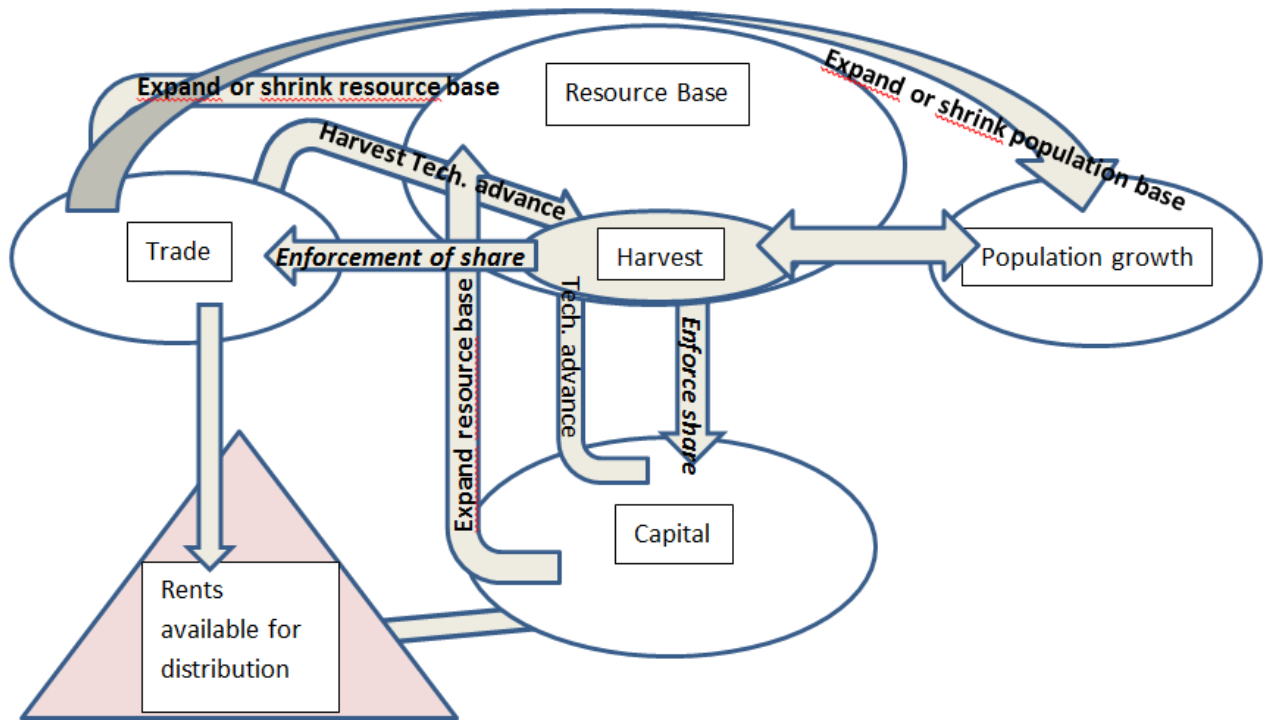 Expand or shrink resource base
Resource Base
Expand or shrink population base
Harvest Tech. advance
Trade
Enforcement of share
Harvest
Population growth
Expand resource base
Tech. advance
Enforce share
Capital
Rents
available for
distribution